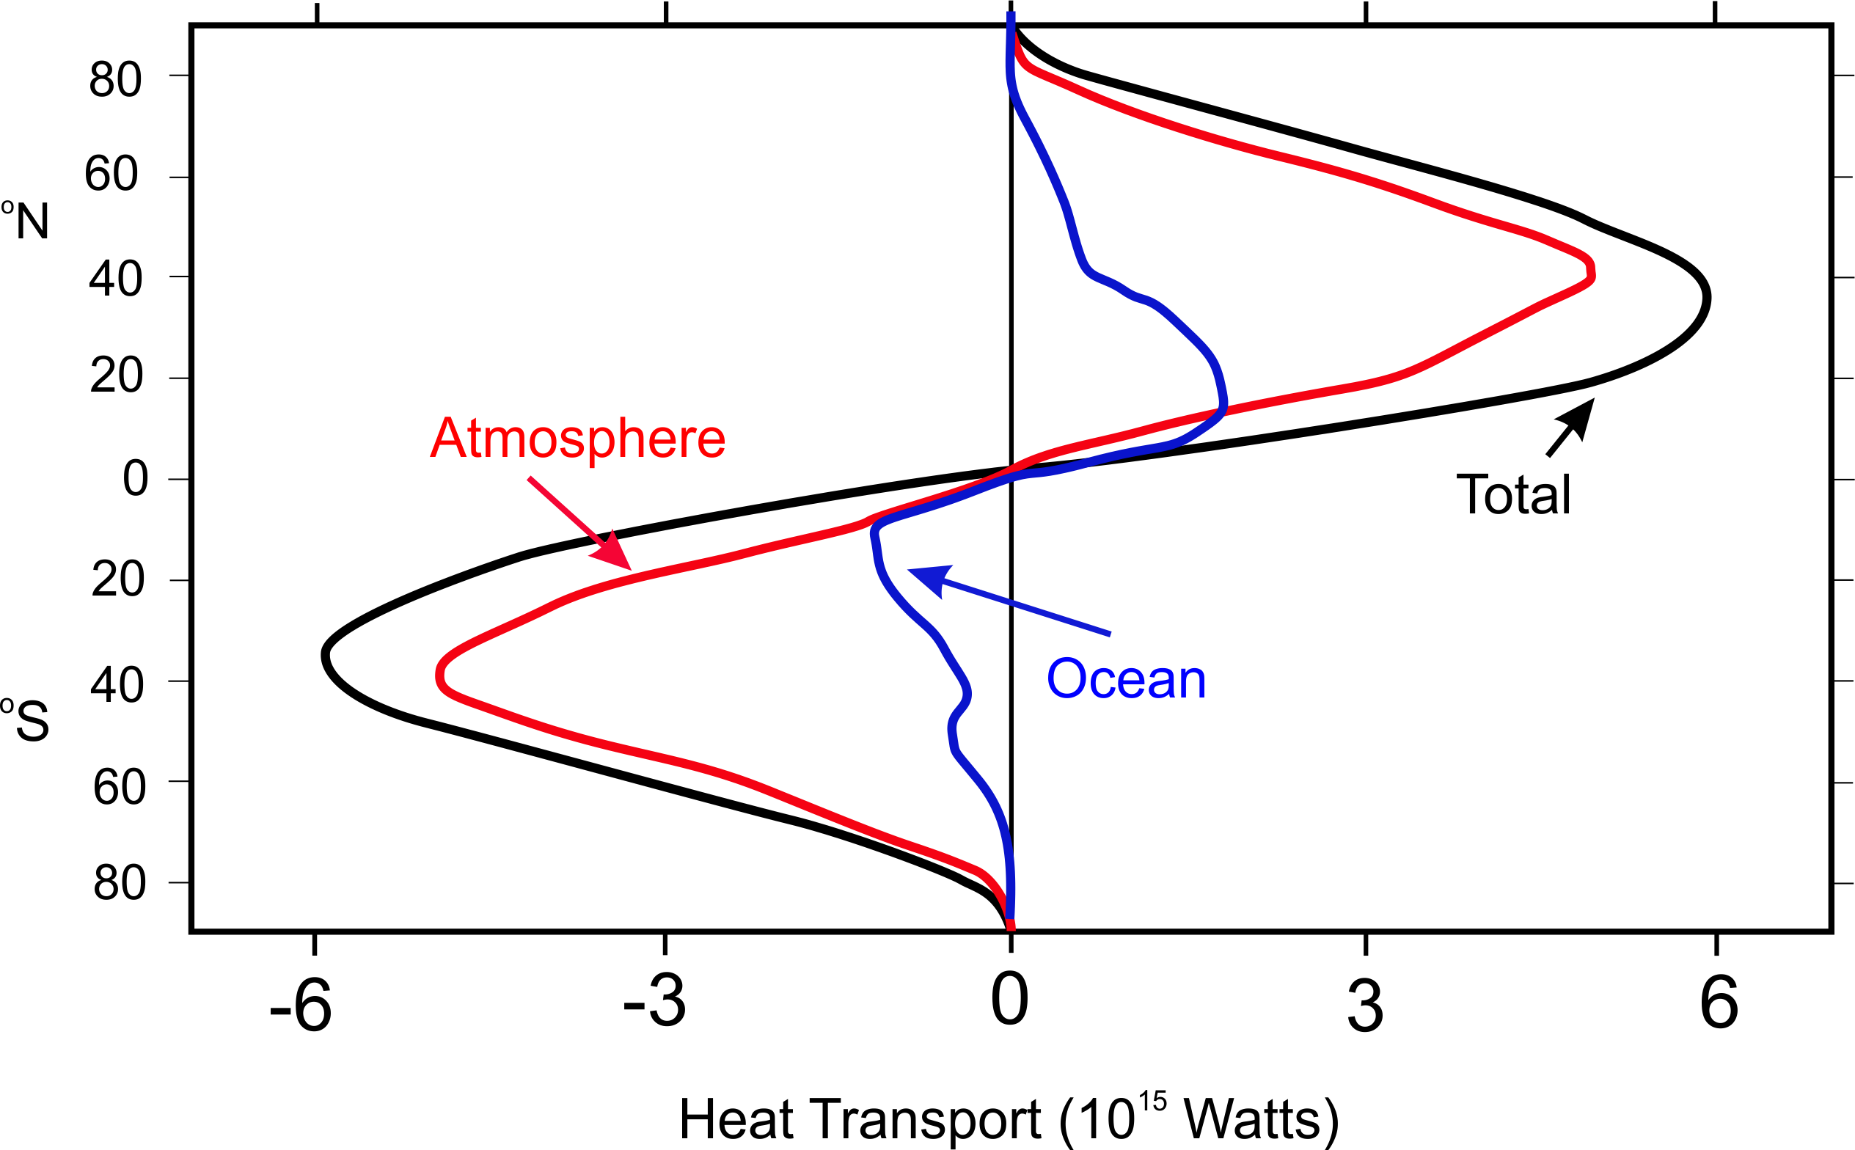 80
60
°N
40
20
Atmosphere
0
Total
20
Ocean
40
°S
60
80
-6 -3 0 3 6
Heat Transport (10¹⁵ Watts)